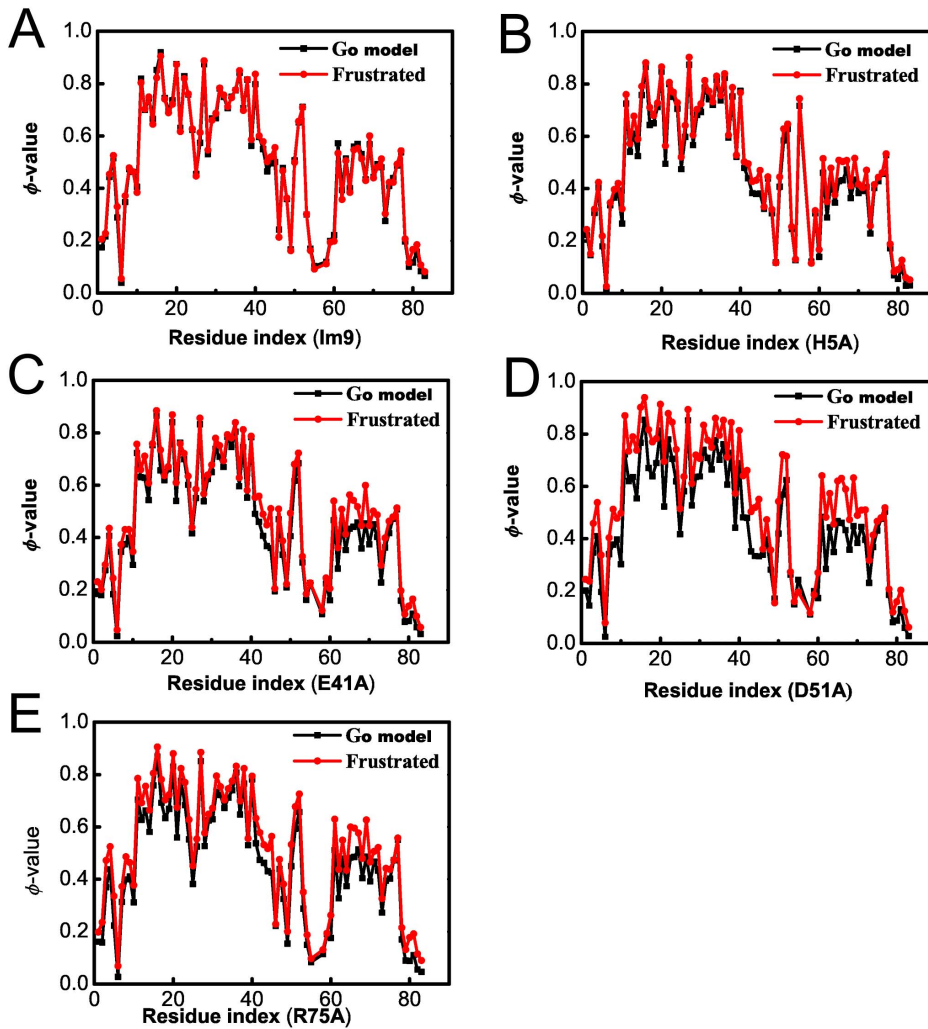 A
1.0
0.8
0.6
0.4
0.2
0.0
ϕ-value
Go model
Frustrated
0 20 40 60 80
Residue index (Im9)
B
1.0
0.8
0.6
0.4
0.2
0.0
ϕ-value
Go model
Frustrated
0 20 40 60 80
Residue index (H5A)
C
1.0
0.8
0.6
0.4
0.2
0.0
ϕ-value
Go model
Frustrated
0 20 40 60 80
Residue index (E41A)
D
1.0
0.8
0.6
0.4
0.2
0.0
ϕ-value
Go model
Frustrated
0 20 40 60 80
Residue index (D51A)
E
1.0
0.8
0.6
0.4
0.2
0.0
ϕ-value
Go model
Frustrated
0 20 40 60 80
Residue index (R75A)